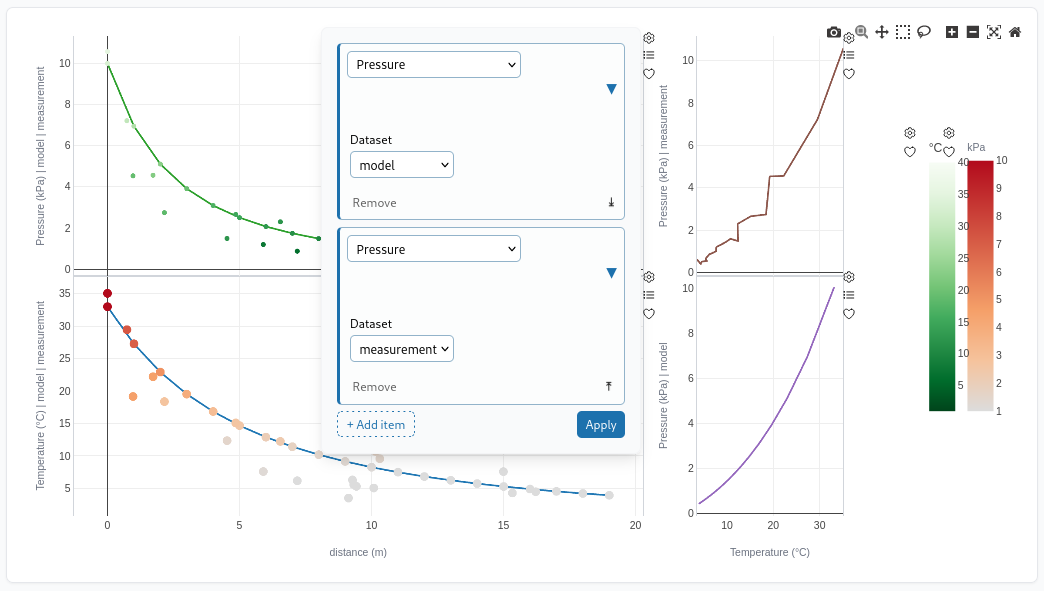 Pressure
Dataset
model
Remove
Pressure
Dataset
measurement
Remove
+ Add item
Apply
Pressure (kPa) | model | measurement
10
8
6
4
2
0
Temperature (°C) | model | measurement
35
30
25
20
15
10
5
0
5
10
15
20
distance (m)
Pressure (kPa) | measurement
10
8
6
4
2
0
Pressure (kPa) | model
10
8
6
4
2
0
10
20
30
Temperature (°C)
°C
40
35
30
25
20
15
10
5
kPa
10
9
8
7
6
5
4
3
2
1